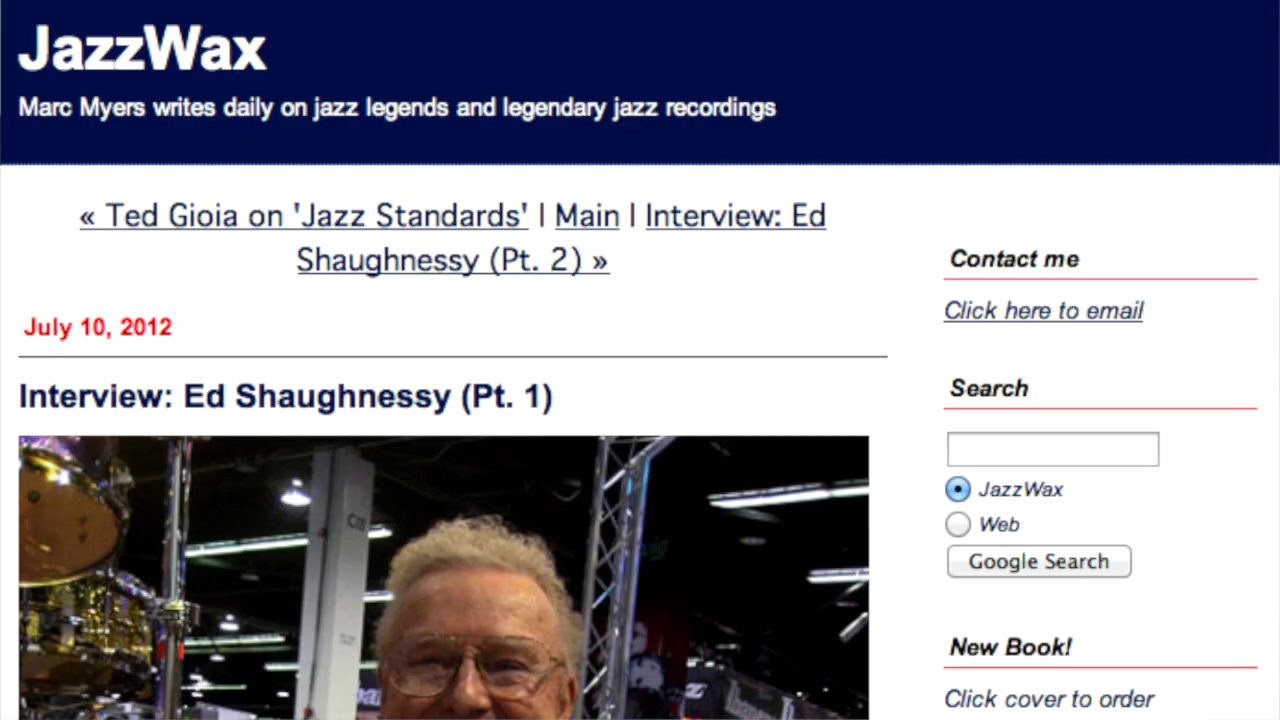 JazzWax
Marc Myers writes daily on jazz legends and legendary jazz recordings
« Ted Gioia on 'Jazz Standards' | Main | Interview: Ed
Shaughnessy (Pt. 2) »
July 10, 2012
Interview: Ed Shaughnessy (Pt. 1)
Contact me
Click here to email
Search
JazzWax
Web
Google Search
New Book!
Click cover to order